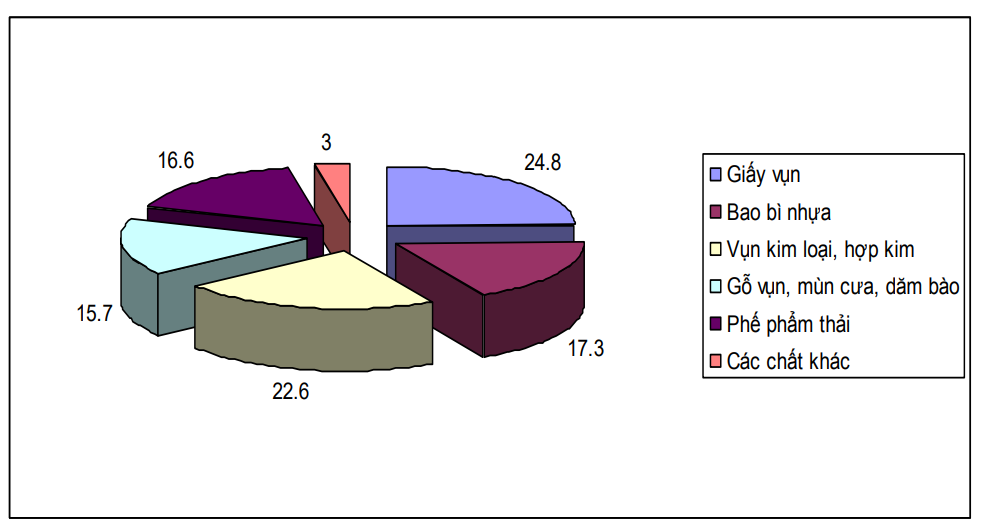 3
16.6
24.8
15.7
17.3
22.6
Giấy vụn
Bao bì nhựa
Vụn kim loại, hợp kim
Gỗ vụn, mùn cưa, dăm bào
Phế phẩm thải
Các chất khác